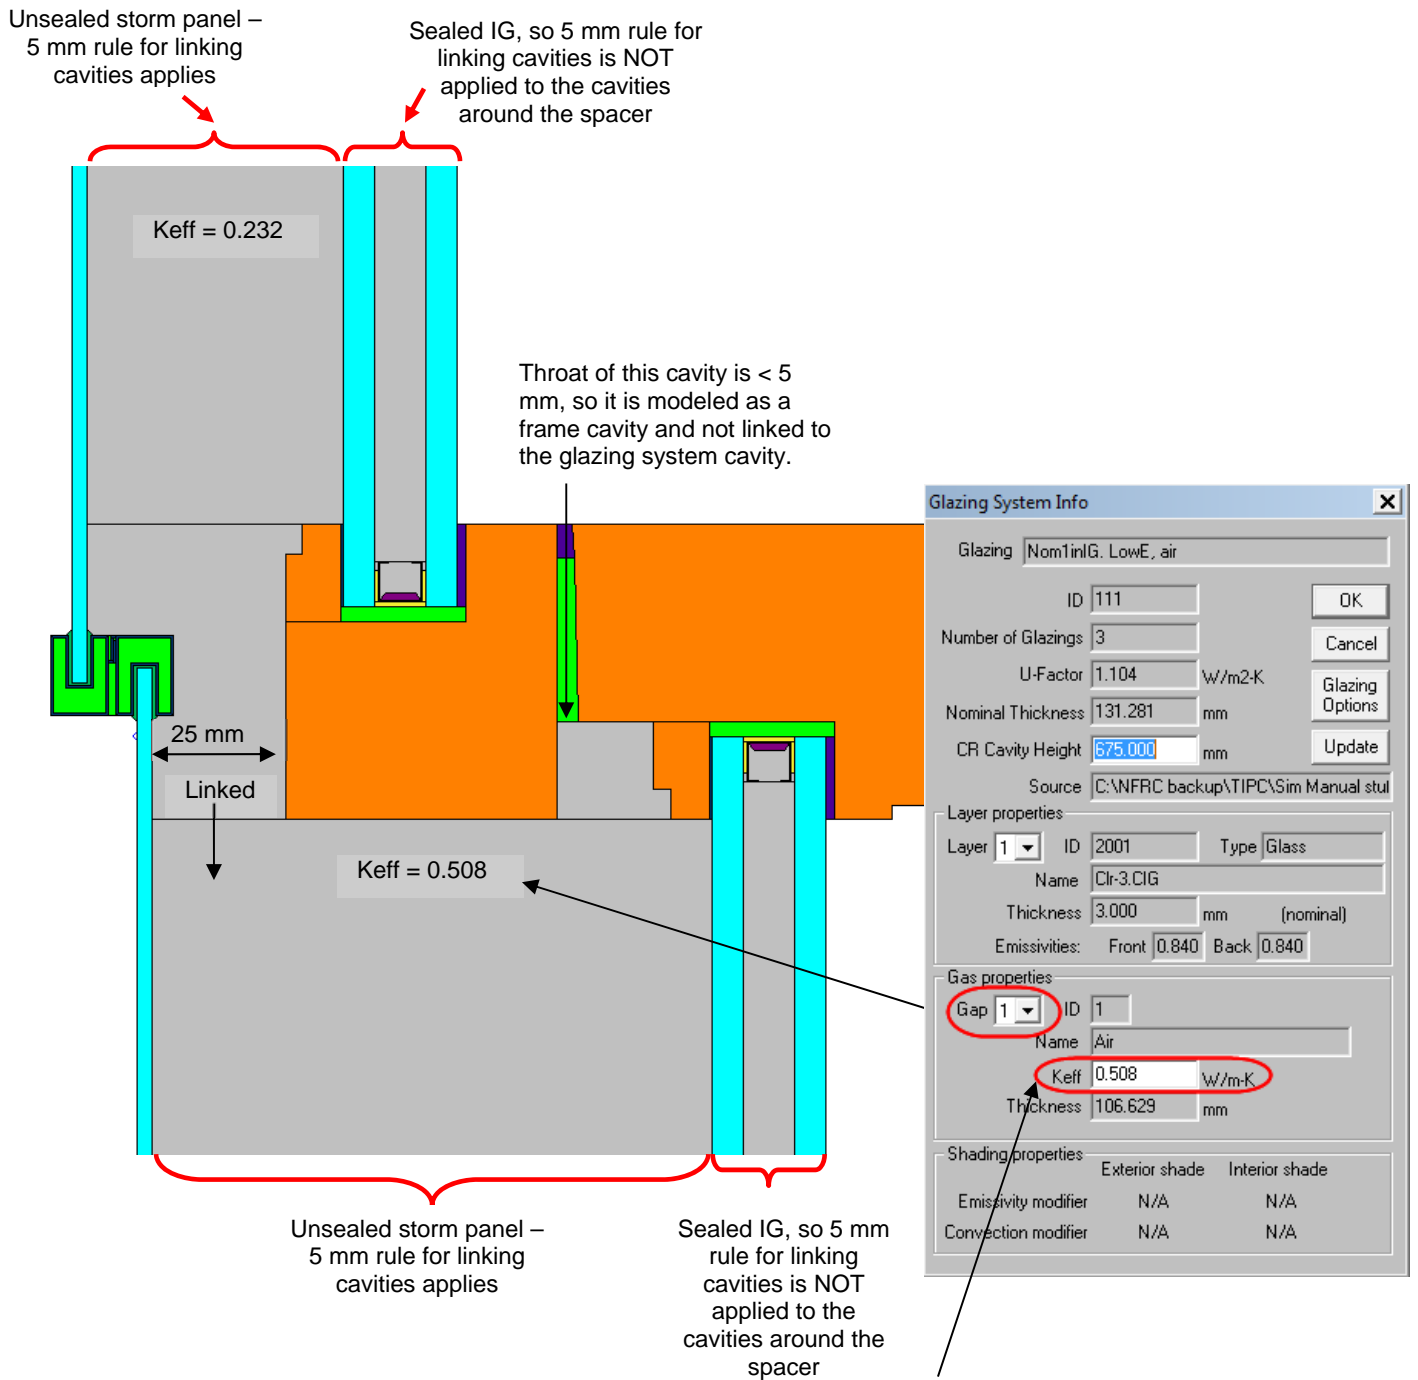 Unsealed storm panel –
5 mm rule for linking
cavities applies
Sealed IG, so 5 mm rule for
linking cavities is NOT
applied to the cavities
around the spacer
Keff = 0.232
Throat of this cavity is < 5
mm, so it is modeled as a
frame cavity and not linked to
the glazing system cavity.
25 mm
Linked
Keff = 0.508
Unsealed storm panel –
5 mm rule for linking
cavities applies
Sealed IG, so 5 mm
rule for linking
cavities is NOT
applied to the
cavities around the
spacer
Glazing System Info
Glazing Nom1inIG. LowE, air
ID 111 OK
Number of Glazings 3 Cancel
U-Factor 1.104 W/m2-K Glazing
Options
Nominal Thickness 131.281 mm
CR Cavity Height 675.000 mm Update
Source C:\NFRC backup\TIPC\Sim Manual stul
Layer properties
Layer 1 ID 2001 Type Glass
Name Clr-3.CIG
Thickness 3.000 mm (nominal)
Emissivities: Front 0.840 Back 0.840
Gas properties
Gap 1 ID 1
Name Air
Keff 0.508 W/m-K
Thickness 106.629 mm
Shading properties
Exterior shade Interior shade
Emissivity modifier N/A N/A
Convection modifier N/A N/A